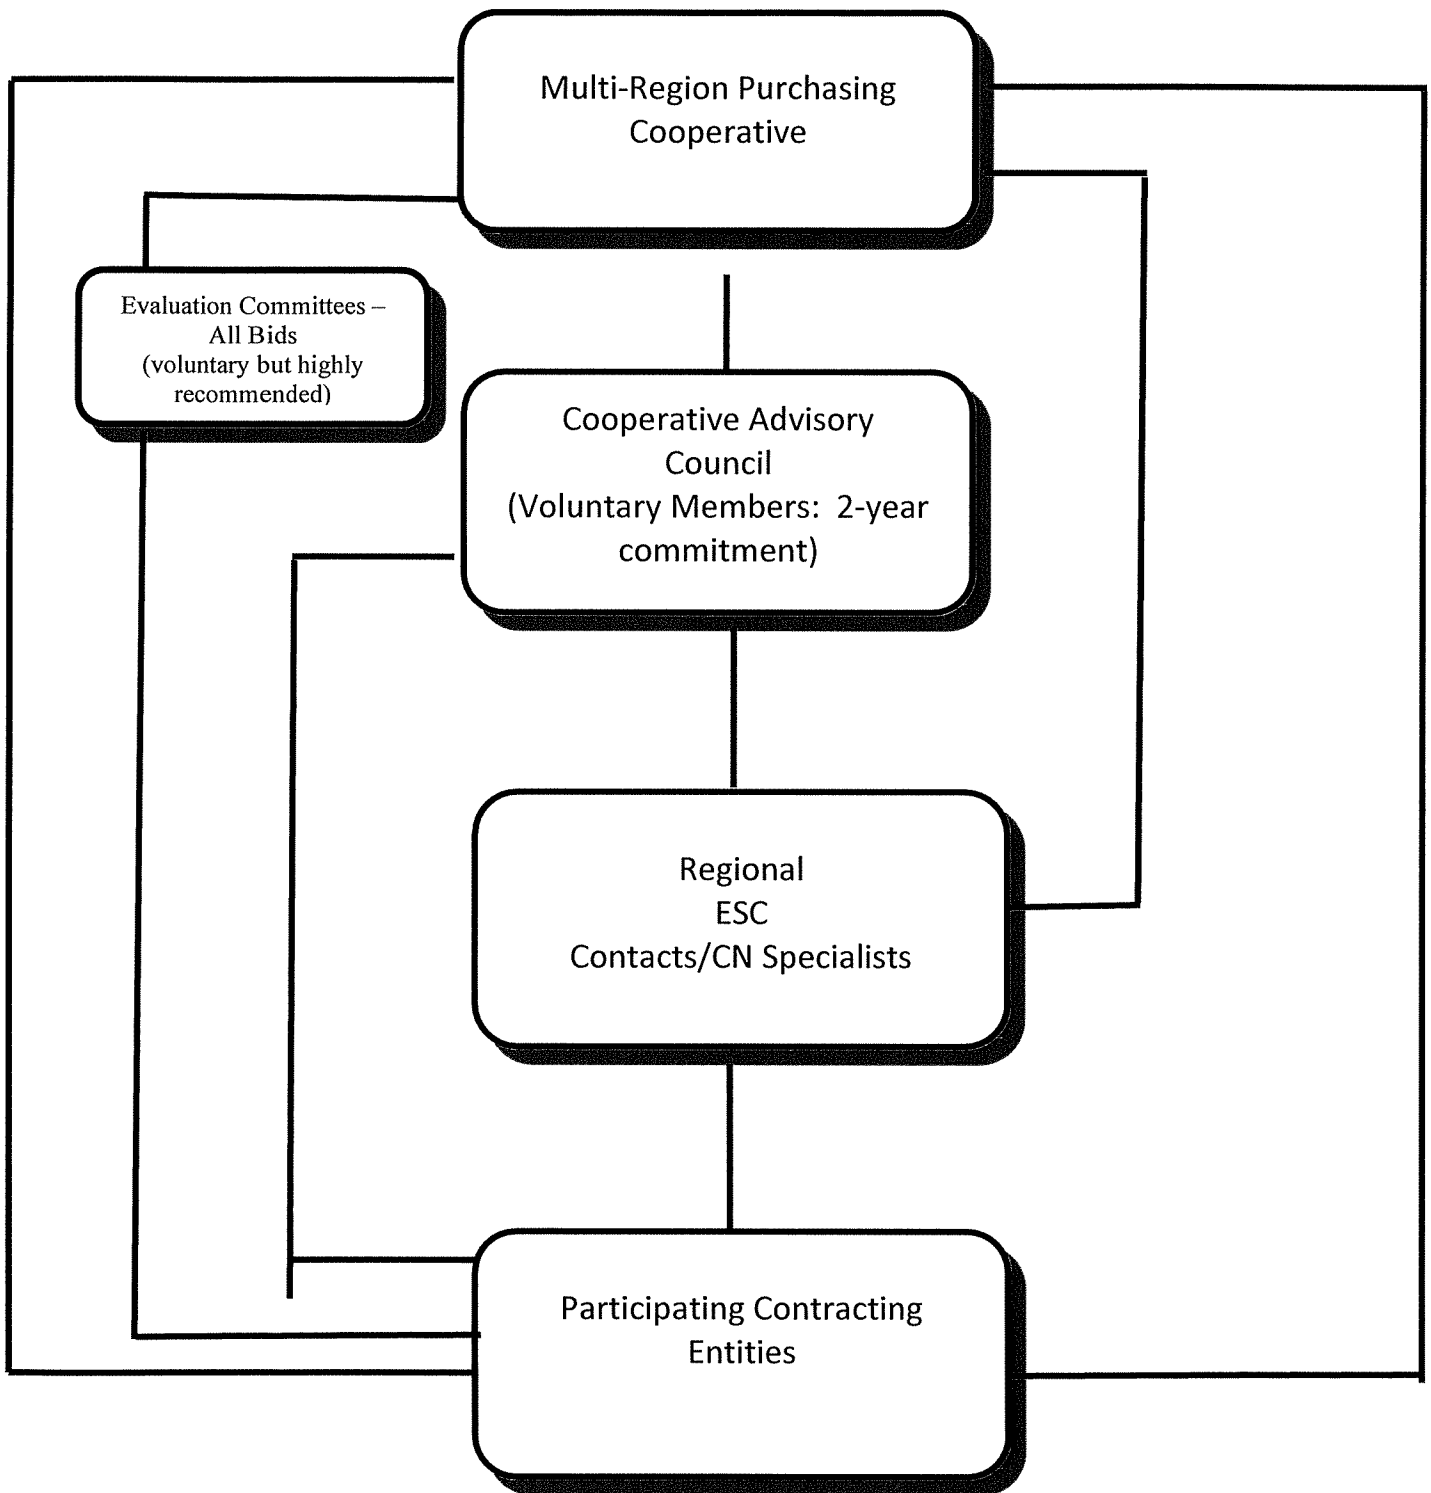 Multi-Region Purchasing
Cooperative
Evaluation Committees –
All Bids
(voluntary but highly
recommended)
Cooperative Advisory
Council
(Voluntary Members:  2-year
commitment)
Regional
ESC
Contacts/CN Specialists
Participating Contracting
Entities